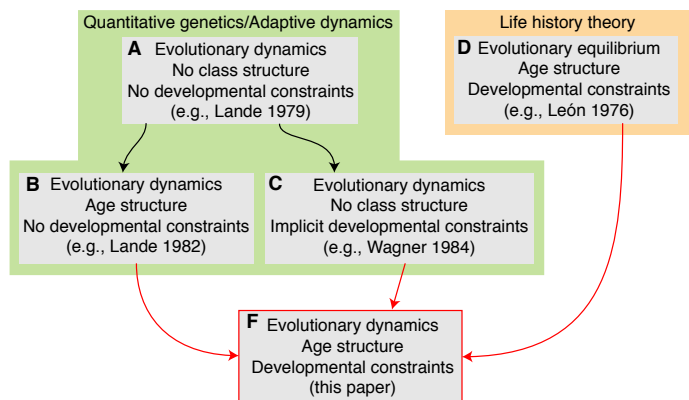 Quantitative genetics/Adaptive dynamics
A Evolutionary dynamics
No class structure
No developmental constraints
(e.g., Lande 1979)
Life history theory
D Evolutionary equilibrium
Age structure
Developmental constraints
(e.g., León 1976)
B Evolutionary dynamics
Age structure
No developmental constraints
(e.g., Lande 1982)
C Evolutionary dynamics
No class structure
Implicit developmental constraints
(e.g., Wagner 1984)
F Evolutionary dynamics
Age structure
Developmental constraints
(this paper)